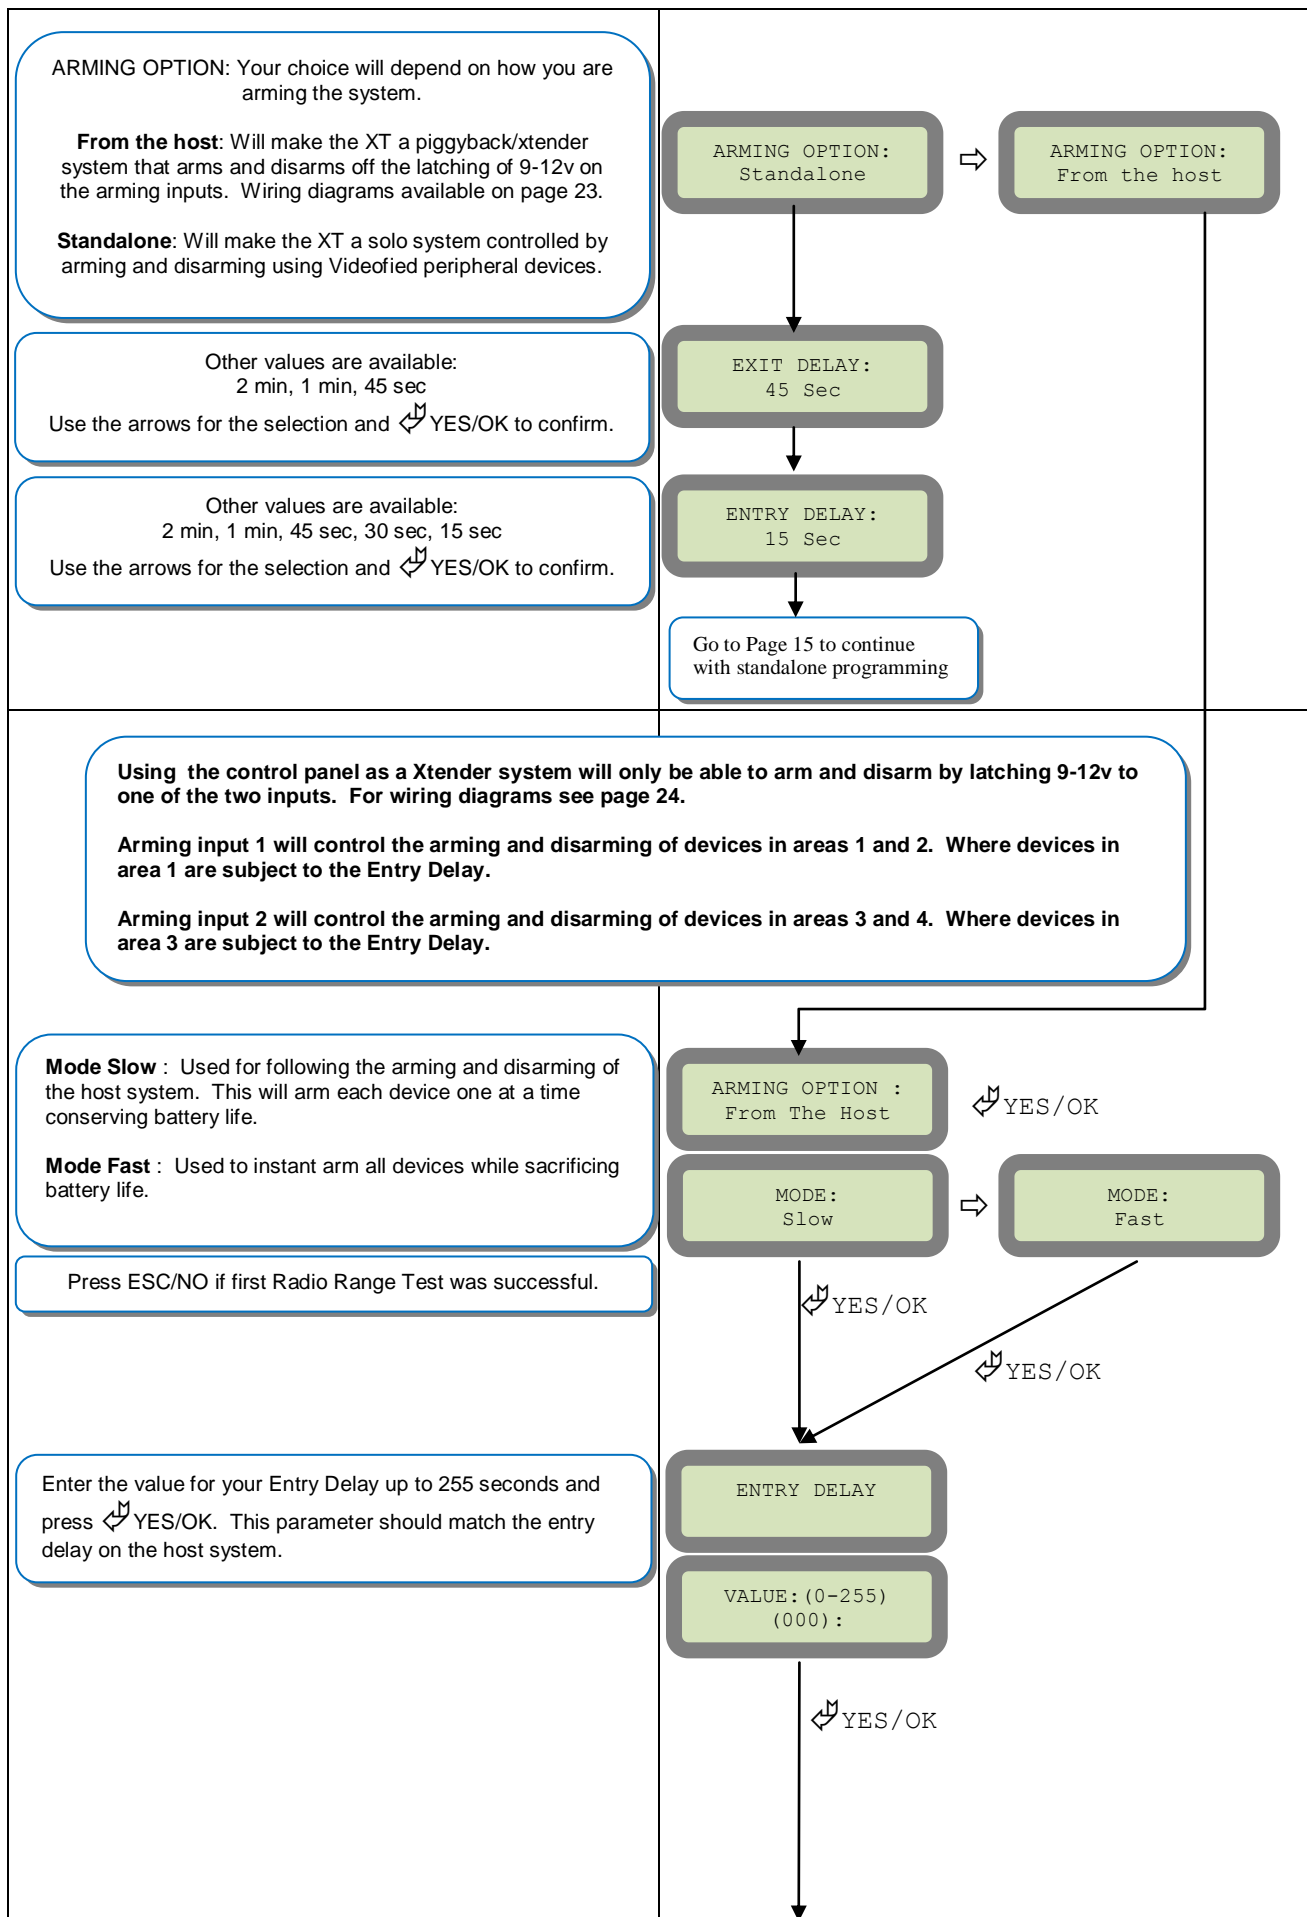 ARMING OPTION: Your choice will depend on how you are
arming the system.
From the host: Will make the XT a piggyback/xtender
system that arms and disarms off the latching of 9-12v on
the arming inputs.  Wiring diagrams available on page 23.
Standalone: Will make the XT a solo system controlled by
arming and disarming using Videofied peripheral devices.
ARMING OPTION:
Standalone
ARMING OPTION:
From the host
Other values are available:
2 min, 1 min, 45 sec
Use the arrows for the selection and YES/OK to confirm.
EXIT DELAY:
45 Sec
Other values are available:
2 min, 1 min, 45 sec, 30 sec, 15 sec
Use the arrows for the selection and YES/OK to confirm.
ENTRY DELAY:
15 Sec
Go to Page 15 to continue
with standalone programming
Using  the control panel as a Xtender system will only be able to arm and disarm by latching 9-12v to
one of the two inputs.  For wiring diagrams see page 24.
Arming input 1 will control the arming and disarming of devices in areas 1 and 2.  Where devices in
area 1 are subject to the Entry Delay.
Arming input 2 will control the arming and disarming of devices in areas 3 and 4.  Where devices in
area 3 are subject to the Entry Delay.
Mode Slow :  Used for following the arming and disarming of
the host system.  This will arm each device one at a time
conserving battery life.
Mode Fast :  Used to instant arm all devices while sacrificing
battery life.
ARMING OPTION :
From The Host
YES/OK
MODE:
Slow
MODE:
Fast
Press ESC/NO if first Radio Range Test was successful.
YES/OK
YES/OK
Enter the value for your Entry Delay up to 255 seconds and
press YES/OK.  This parameter should match the entry
delay on the host system.
ENTRY DELAY
VALUE:(0-255)
(000):
YES/OK